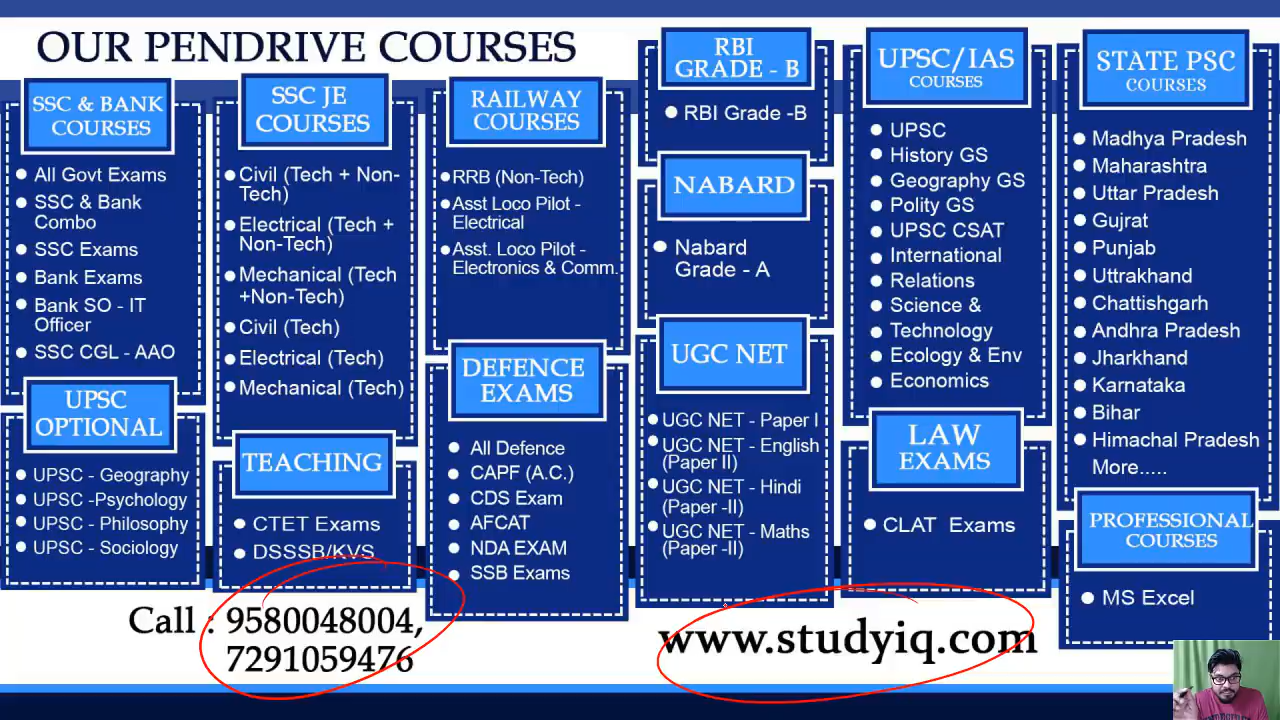 OUR PENDRIVE COURSES
SSC & BANK
COURSES
All Govt Exams
SSC & Bank
Combo
SSC Exams
Bank Exams
Bank SO - IT
Officer
SSC CGL - AAO
UPSC
OPTIONAL
UPSC - Geography
UPSC -Psychology
UPSC - Philosophy
UPSC - Sociology
SSC JE
COURSES
Civil (Tech + Non-
Tech)
Electrical (Tech +
Non-Tech)
Mechanical (Tech
+Non-Tech)
Civil (Tech)
Electrical (Tech)
Mechanical (Tech)
TEACHING
CTET Exams
DSSSB/KVS
RAILWAY
COURSES
RRB (Non-Tech)
Asst Loco Pilot -
Electrical
Asst. Loco Pilot -
Electronics & Comm.
DEFENCE
EXAMS
All Defence
CAPF (A.C.)
CDS Exam
AFCAT
NDA EXAM
SSB Exams
RBI
GRADE - B
RBI Grade -B
NABARD
Nabard
Grade - A
UGC NET
UGC NET - Paper I
UGC NET - English
(Paper II)
UGC NET - Hindi
(Paper -II)
UGC NET - Maths
(Paper -II)
UPSC/IAS
COURSES
UPSC
History GS
Geography GS
Polity GS
UPSC CSAT
International
Relations
Science &
Technology
Ecology & Env
Economics
LAW
EXAMS
CLAT Exams
STATE PSC
COURSES
Madhya Pradesh
Maharashtra
Uttar Pradesh
Gujrat
Punjab
Uttrakhand
Chattishgarh
Andhra Pradesh
Jharkhand
Karnataka
Bihar
Himachal Pradesh
More.....
PROFESSIONAL
COURSES
MS Excel
Call : 9580048004,
7291059476
www.studyiq.com